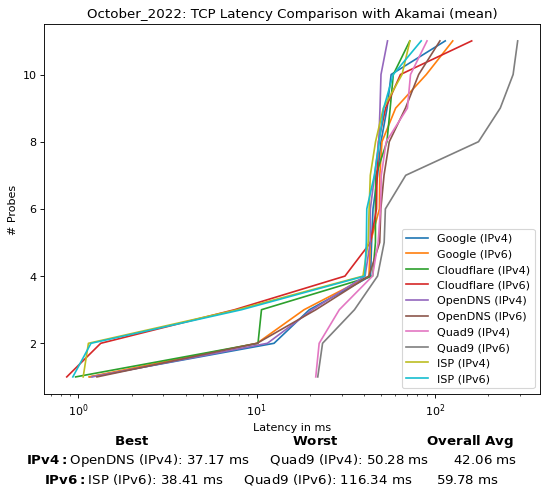 October_2022: TCP Latency Comparison with Akamai (mean)
10
8
6
4
2
# Probes
Google (IPv4)
Google (IPv6)
Cloudflare (IPv4)
Cloudflare (IPv6)
OpenDNS (IPv4)
OpenDNS (IPv6)
Quad9 (IPv4)
Quad9 (IPv6)
ISP (IPv4)
ISP (IPv6)
10⁰ 10¹ 10²
Latency in ms
Best Worst Overall Avg
IPv4: OpenDNS (IPv4): 37.17 ms Quad9 (IPv4): 50.28 ms 42.06 ms
IPv6: ISP (IPv6): 38.41 ms Quad9 (IPv6): 116.34 ms 59.78 ms